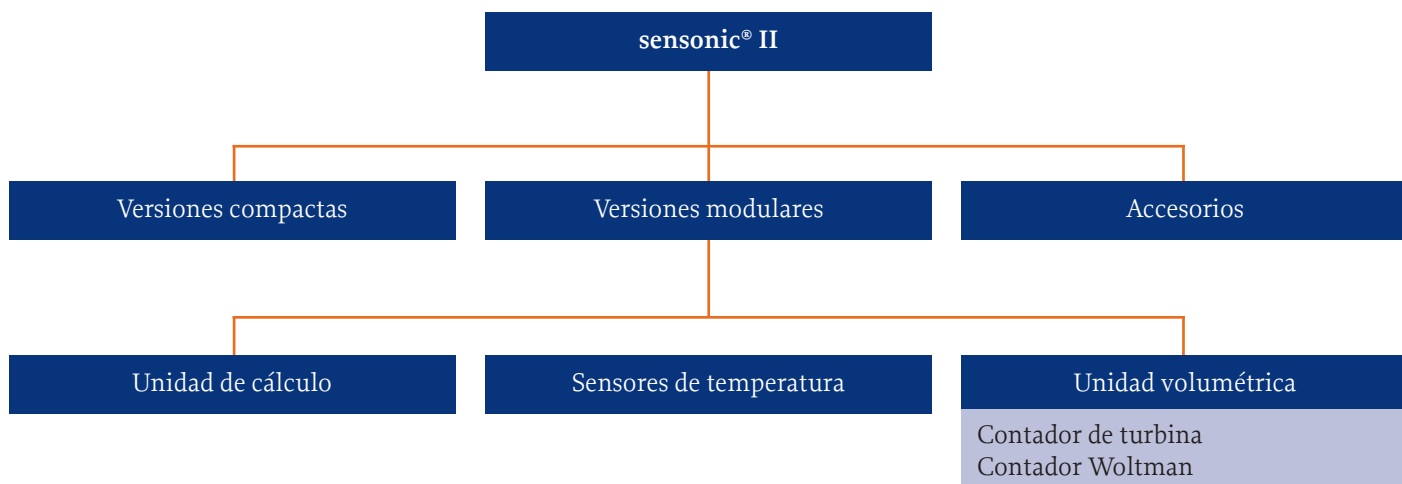 sensonic® II
Versiones compactas
Versiones modulares
Accesorios
Unidad de cálculo
Sensores de temperatura
Unidad volumétrica
Contador de turbina
Contador Woltman